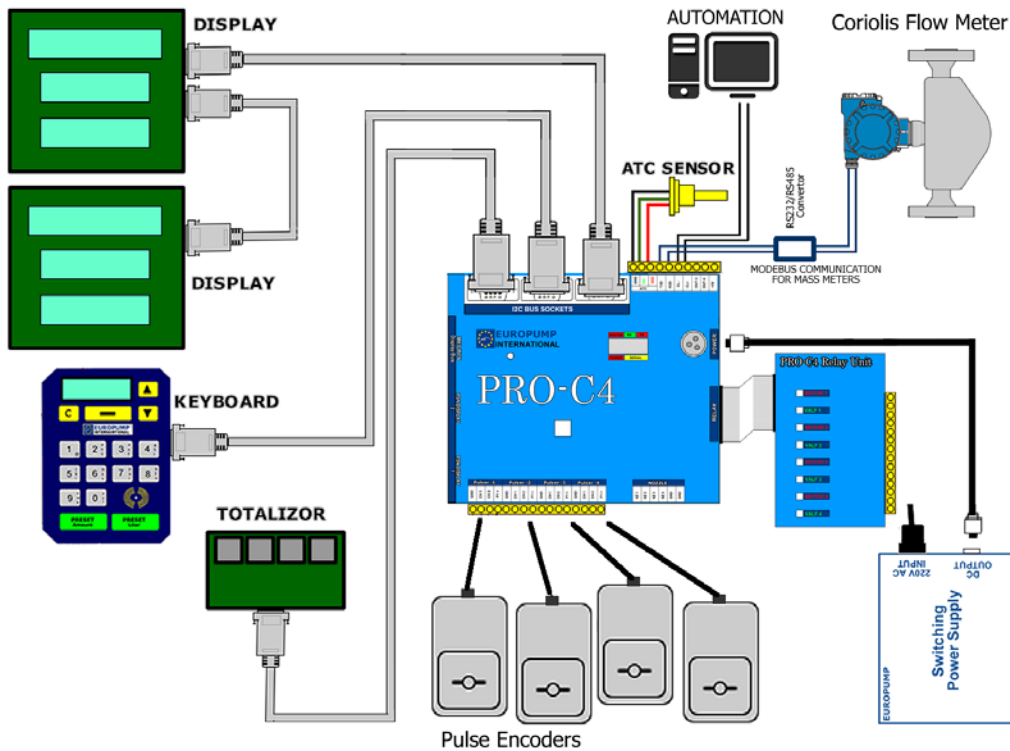 DISPLAY
AUTOMATION
Coriolis Flow Meter
ATC SENSOR
RS232/RS485
Convertor
MODEBUS COMMUNICATION
FOR MASS METERS
DISPLAY
I2C BUS SOCKETS
EUROPUMP
INTERNATIONAL
POWER
PRO-C4
RELAY
PRO-C4 Relay Unit
KEYBOARD
C
EUROPUMP
INTERNATIONAL
1 2 3 4
5 6 7 8
9 0
PRESET
Amount
PRESET
Liter
Pulser-1 Pulser-2 Pulser-3 Pulser-4
NOZZLE
TOTALIZOR
220V AC
INPUT
DC
OUTPUT
Switching
Power Supply
EUROPUMP
Pulse Encoders